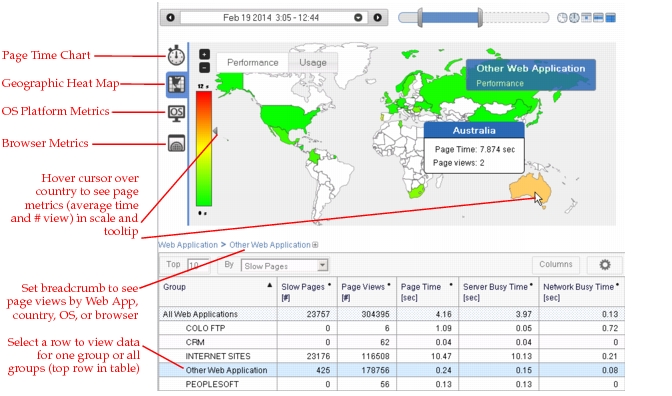 Feb 19 2014 3:05 - 12:44
Page Time Chart
Geographic Heat Map
OS Platform Metrics
Browser Metrics
Hover cursor over
country to see page
metrics (average time
and # view) in scale and
tooltip
Set breadcrumb to see
page views by Web App,
country, OS, or browser
Select a row to view data
for one group or all
groups (top row in table)
+
-
12 s
0 s
Performance Usage
Other Web Application
Performance
Australia
Page Time: 7.874 sec
Page views: 2
Web Application > Other Web Application
Top 10 By Slow Pages Columns
Group Slow Pages [#] Page Views [#] Page Time [sec] Server Busy Time [sec] Network Busy Time [sec]
All Web Applications 23757 304395 4.16 3.97 0.13
COLO FTP 0 6 1.09 0.05 0.72
CRM 0 62 0.04 0.04 0
INTERNET SITES 23176 116508 10.47 10.13 0.21
Other Web Application 425 178756 0.24 0.15 0.08
PEOPLESOFT 0 56 0.13 0.13 0